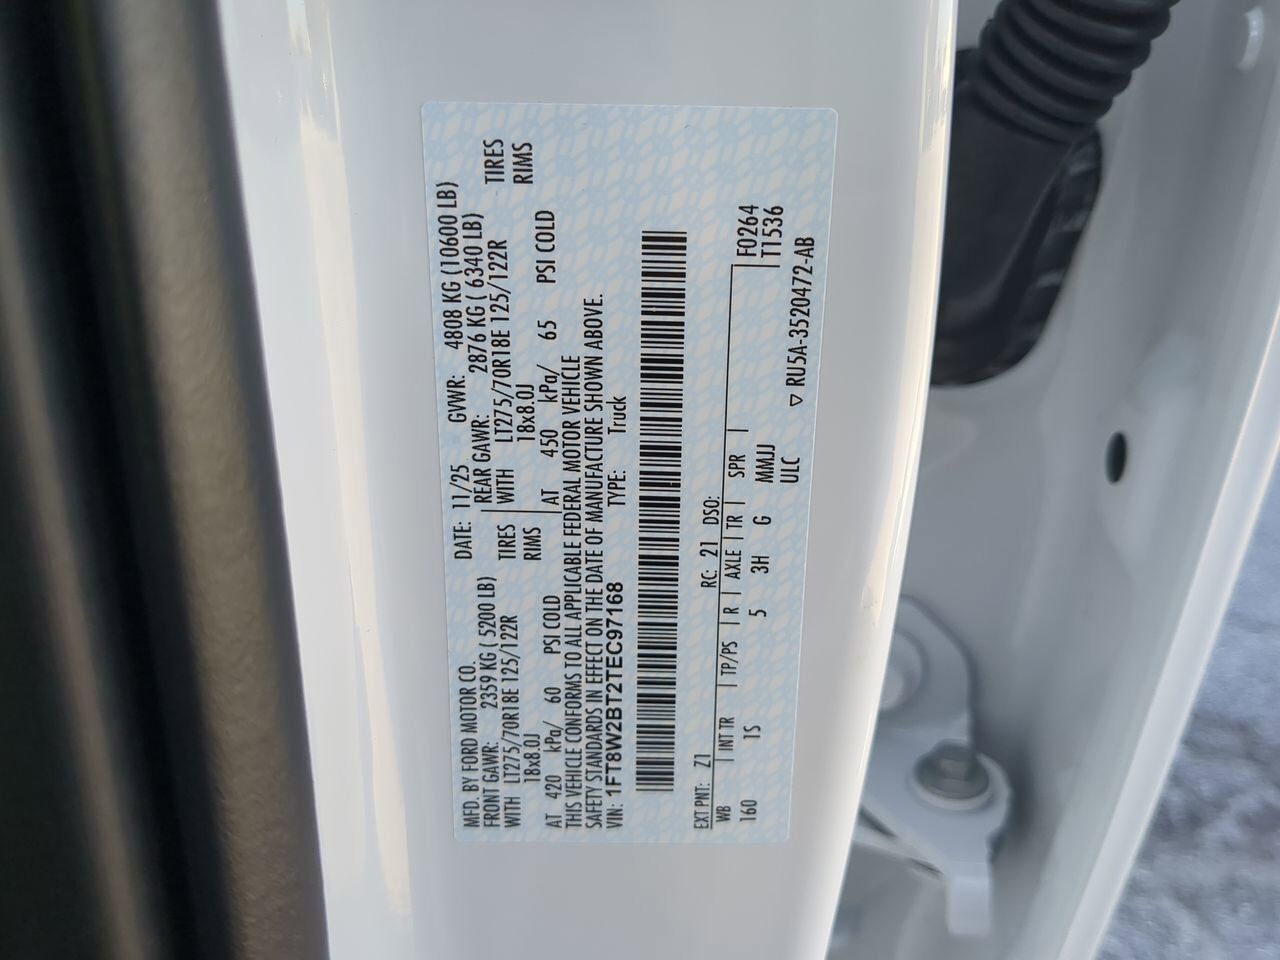 MFD. BY FORD MOTOR CO.
DATE: 11/25 GVWR: 4808 KG (10600 LB)
FRONT GAWR: 2359 KG ( 5200 LB)
REAR GAWR: 2876 KG ( 6340 LB)
WITH LT275/70R18E 125/122R TIRES
WITH LT275/70R18E 125/122R TIRES
18x8.0J RIMS
18x8.0J RIMS
AT 420 kPa/ 60 PSI COLD
AT 450 kPa/ 65 PSI COLD
THIS VEHICLE CONFORMS TO ALL APPLICABLE FEDERAL MOTOR VEHICLE
SAFETY STANDARDS IN EFFECT ON THE DATE OF MANUFACTURE SHOWN ABOVE.
VIN: 1FT8W2BT2TEC97168 TYPE: Truck
EXT PNT: Z1 RC: 21 DSO:
WB | INT TR | TP/PS | R | AXLE | TR | SPR | F0264
160 1S 5 3H G MMJJ T1536
ULC
▽ RU5A-3520472-AB